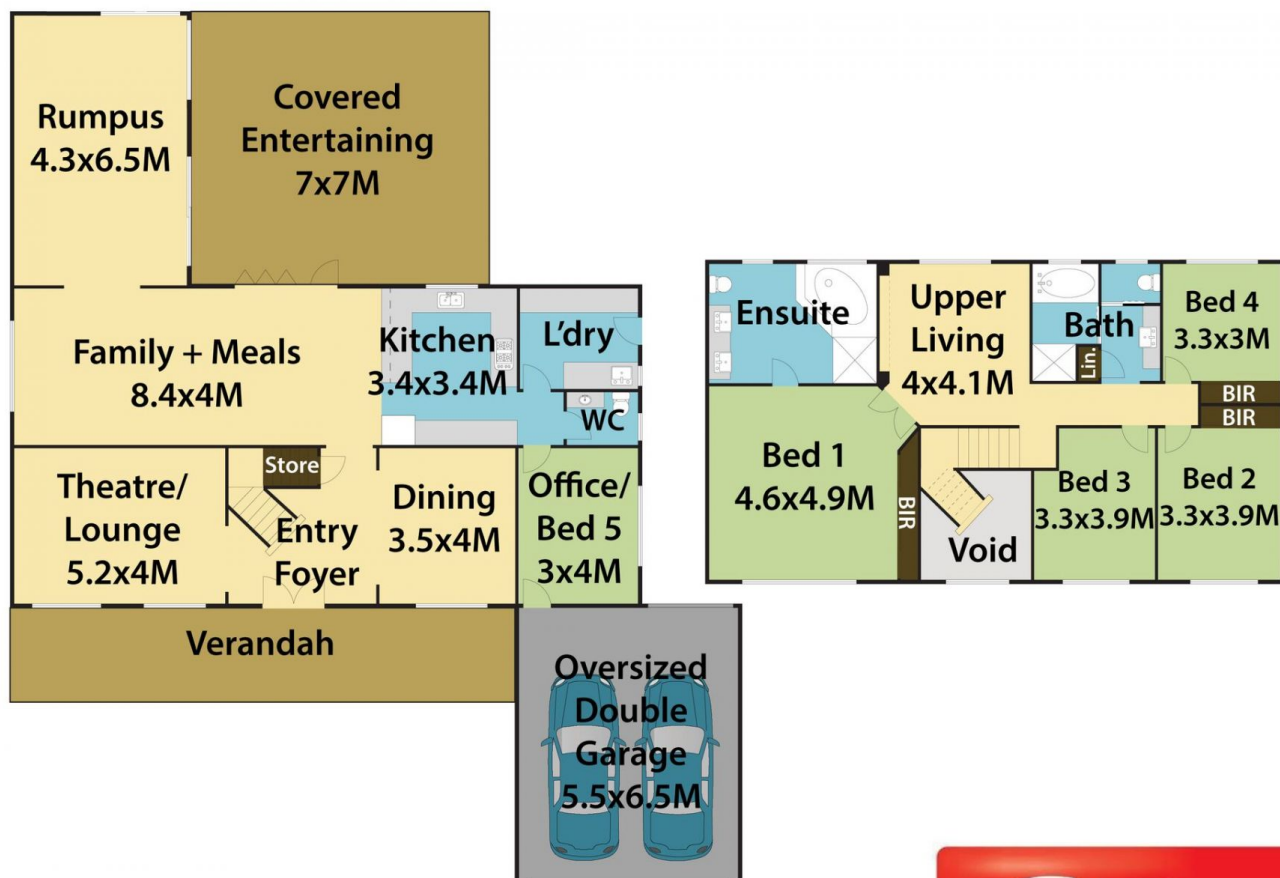 Rumpus
4.3x6.5M
Covered
Entertaining
7x7M
Family + Meals
8.4x4M
Kitchen
3.4x3.4M
L'dry
WC
Theatre/
Lounge
5.2x4M
Store
Entry
Foyer
Dining
3.5x4M
Office/
Bed 5
3x4M
Verandah
Oversized
Double
Garage
5.5x6.5M
Ensuite
Upper
Living
4x4.1M
Bath
Lin.
Bed 4
3.3x3M
BIR
BIR
Bed 1
4.6x4.9M
BIR
Void
Bed 3
3.3x3.9M
Bed 2
3.3x3.9M